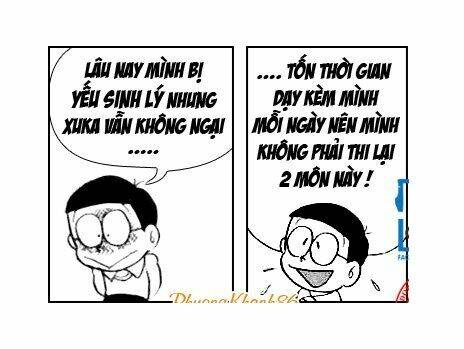 LÂU NAY MÌNH BỊ
YẾU SINH LÝ NHƯNG
XUKA VẪN KHÔNG NGẠI
.....
.... TỐN THỜI GIAN
DẠY KÈM MÌNH
MỖI NGÀY NÊN MÌNH
KHÔNG PHẢI THI LẠI
2 MÔN NÀY !
PhuongKhanh86